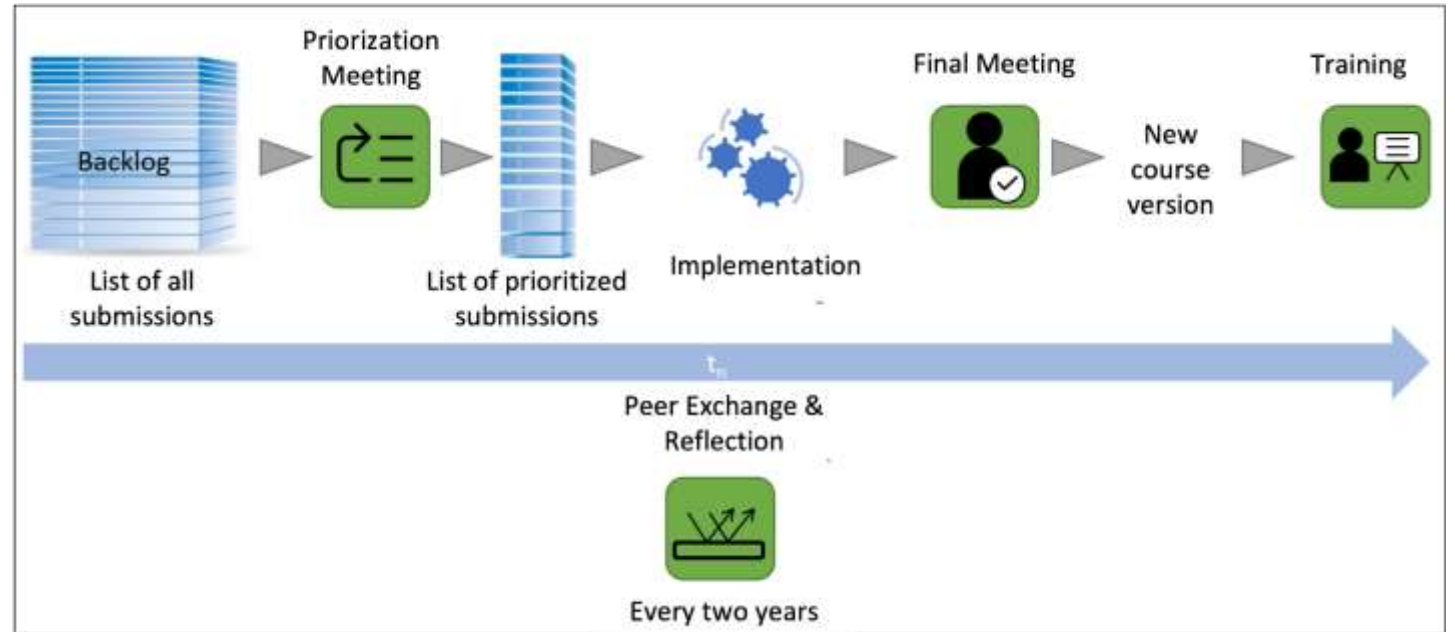 Priorization
Meeting
Final Meeting
Training
Backlog
New
course
version
Implementation
List of all
submissions
List of prioritized
submissions
tn
Peer Exchange &
Reflection
Every two years